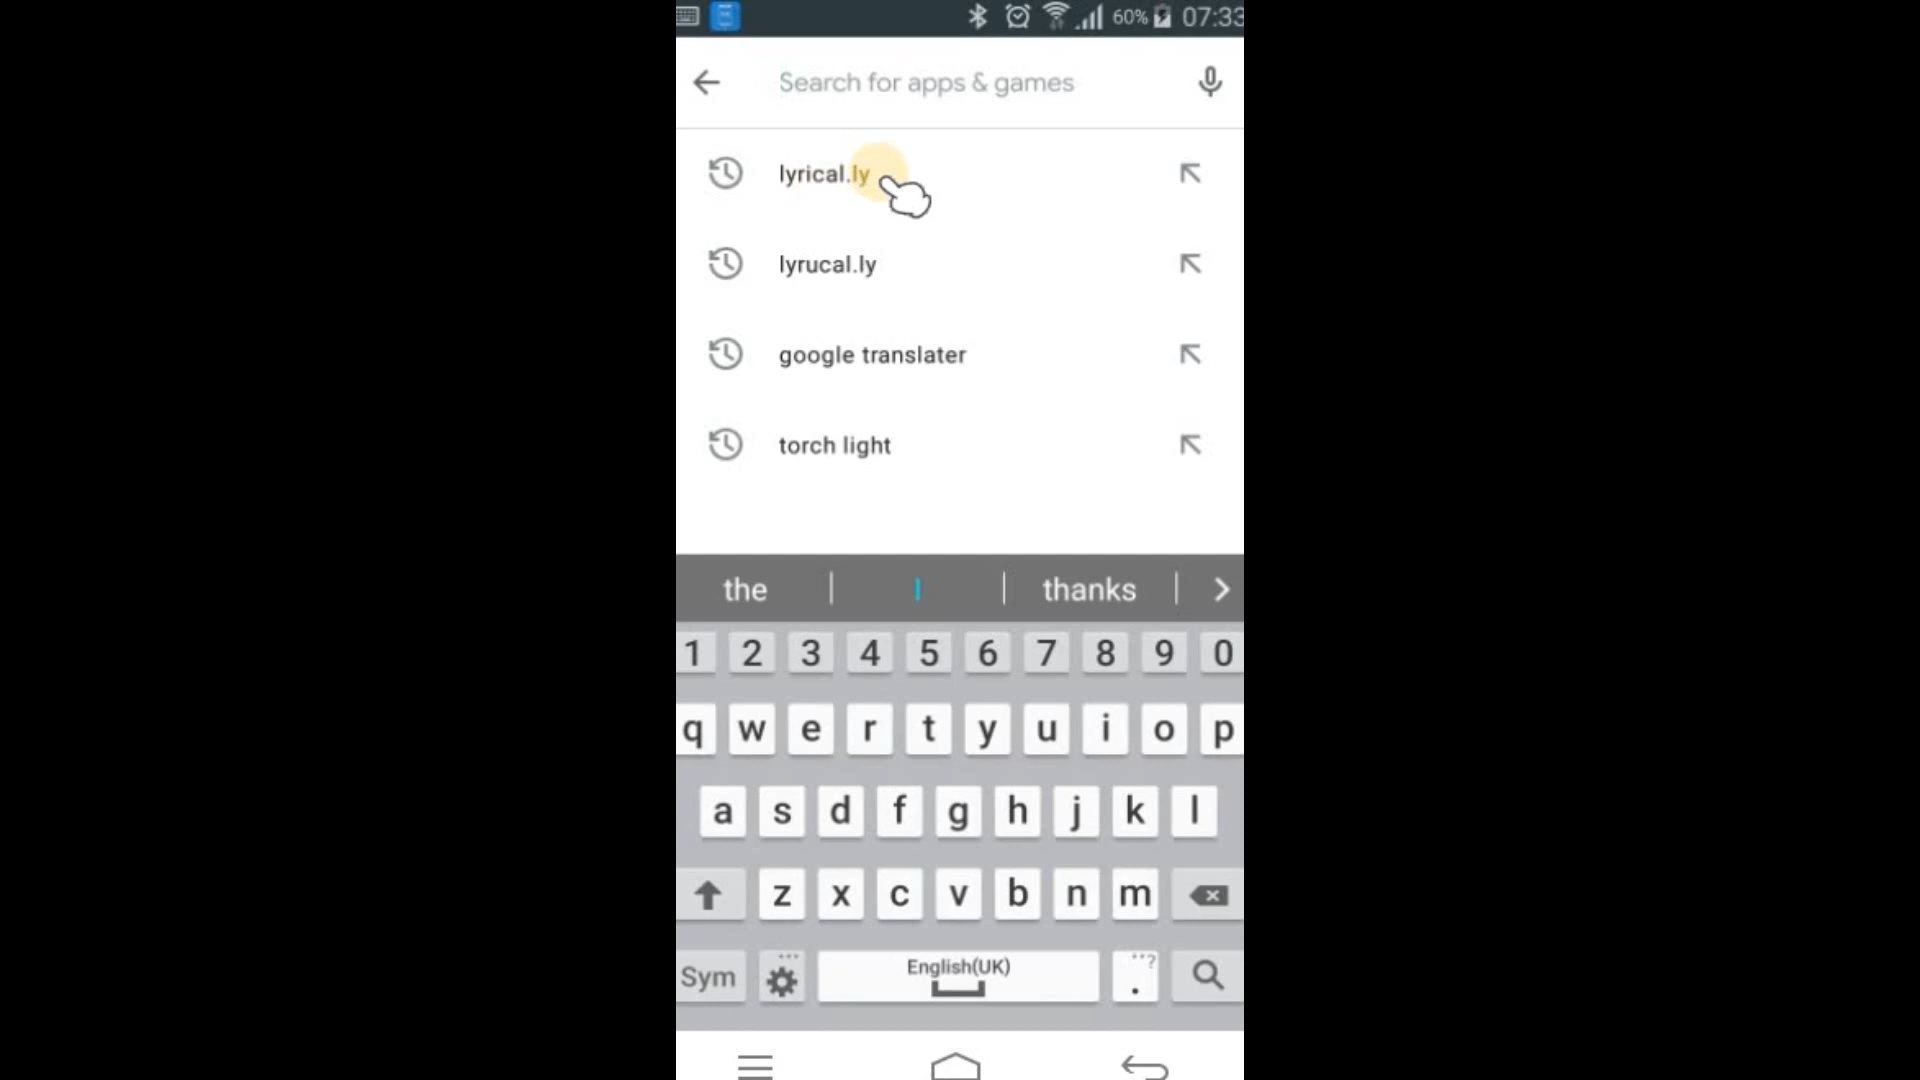 60% 07:33
Search for apps & games
lyrical.ly
lyrucal.ly
google translater
torch light
the | I | thanks
1 2 3 4 5 6 7 8 9 0
q w e r t y u i o p
a s d f g h j k l
z x c v b n m
Sym English(UK) . ...?